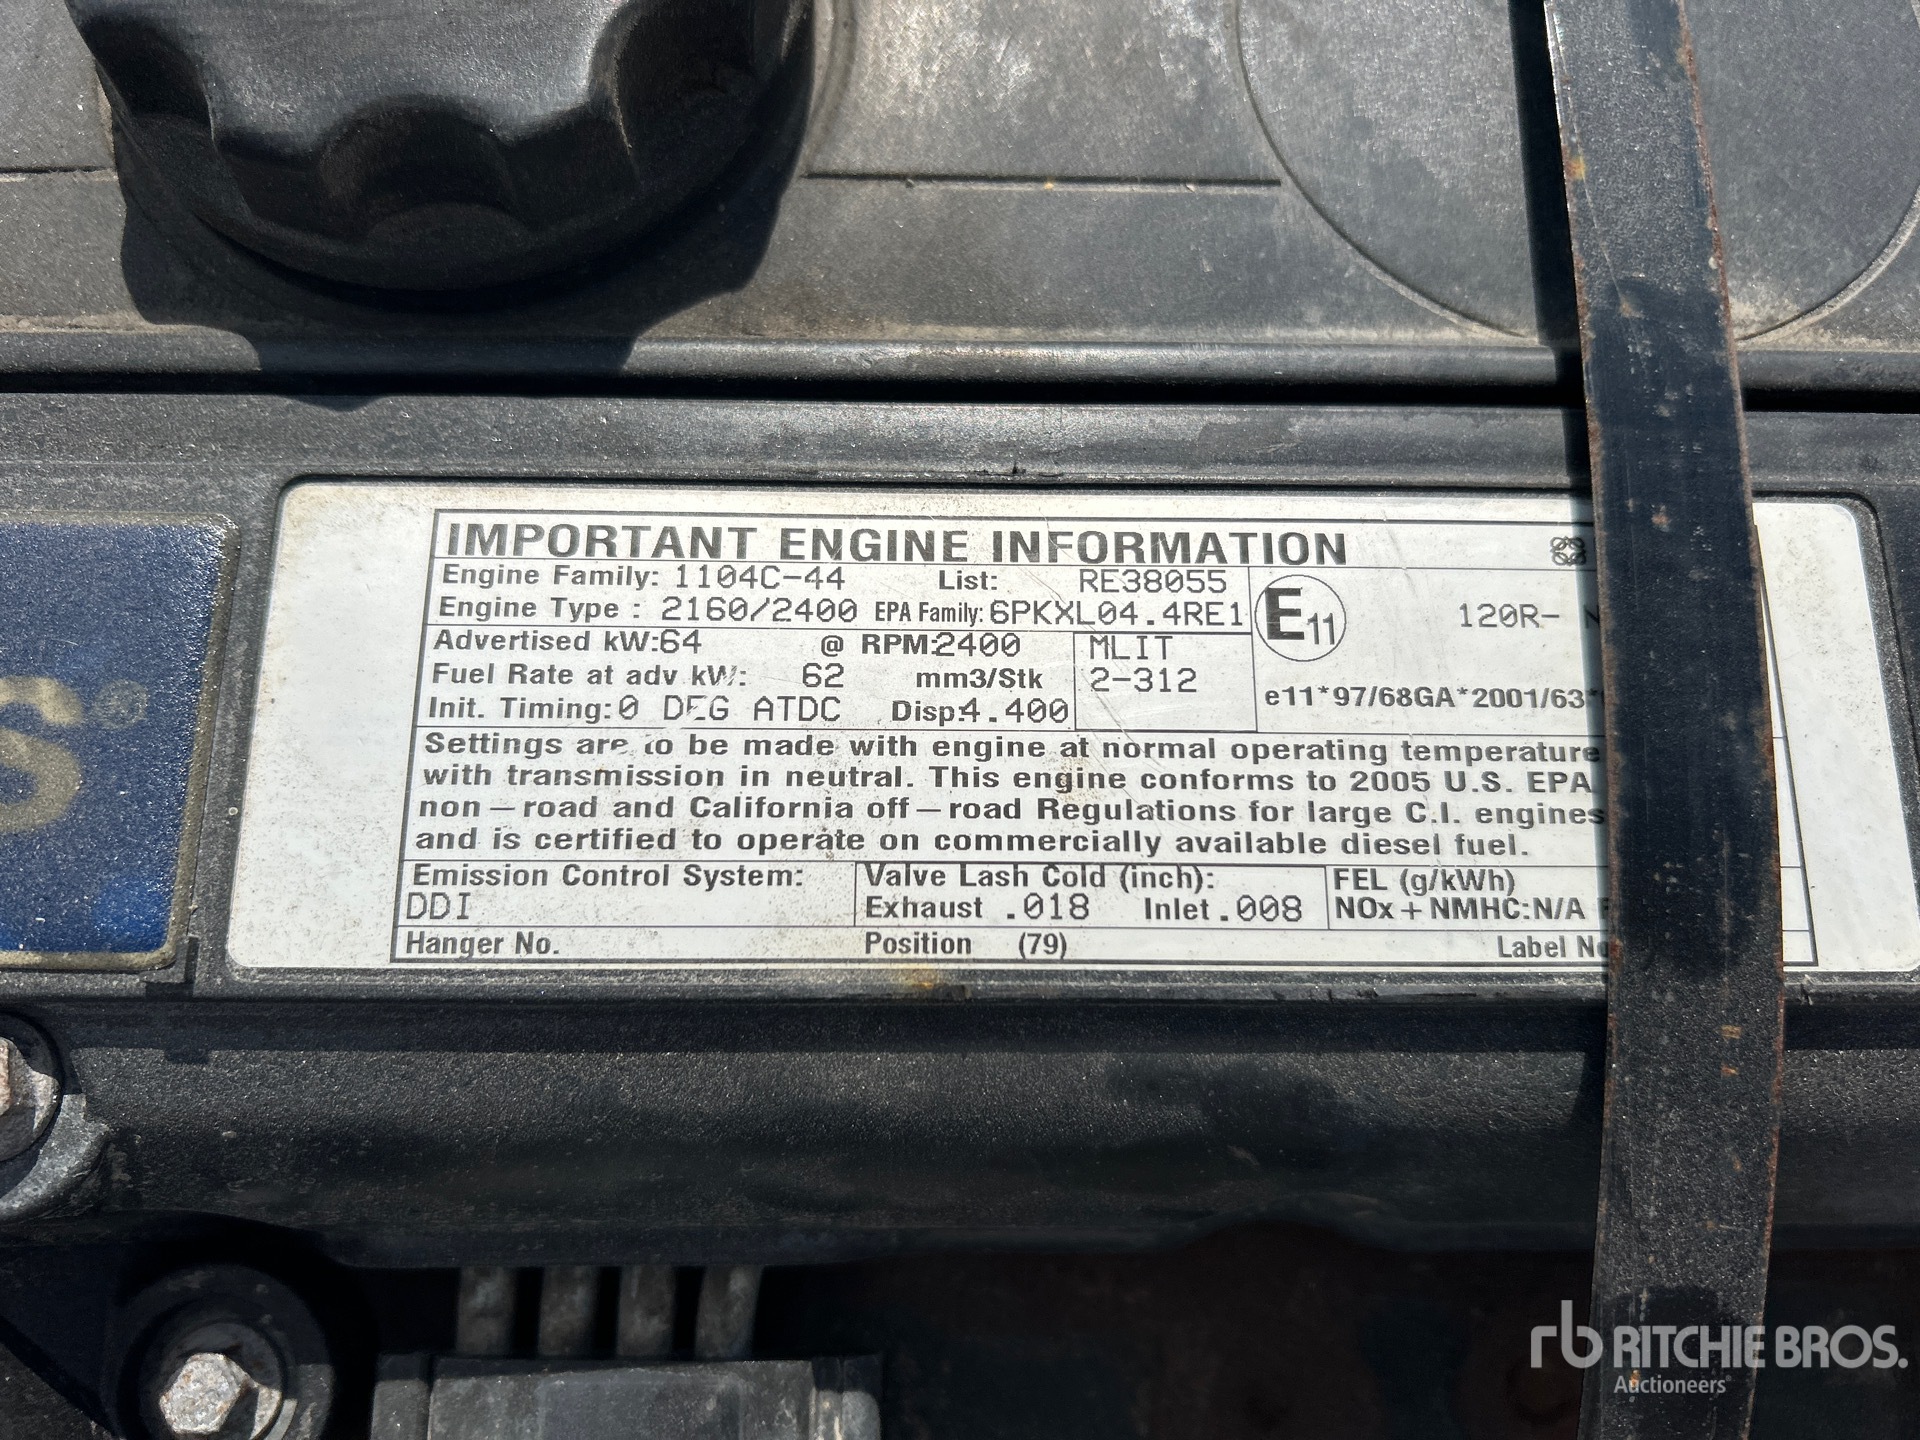 S®
IMPORTANT ENGINE INFORMATION
Engine Family: 1104C-44 List: RE38055
Engine Type : 2160/2400 EPA Family: 6PKXL04.4RE1
E11 120R-
Advertised kW:64 @ RPM:2400 MLIT
Fuel Rate at adv kW: 62 mm3/Stk 2-312
e11*97/68GA*2001/63*
Init. Timing: 0 DEG ATDC Disp:4.400
Settings are to be made with engine at normal operating temperature
with transmission in neutral. This engine conforms to 2005 U.S. EPA
non-road and California off-road Regulations for large C.I. engines
and is certified to operate on commercially available diesel fuel.
Emission Control System: Valve Lash Cold (inch): FEL (g/kWh)
DDI Exhaust .018 Inlet .008 NOx + NMHC:N/A
Hanger No. Position (79) Label No
rb RITCHIE BROS.
Auctioneers